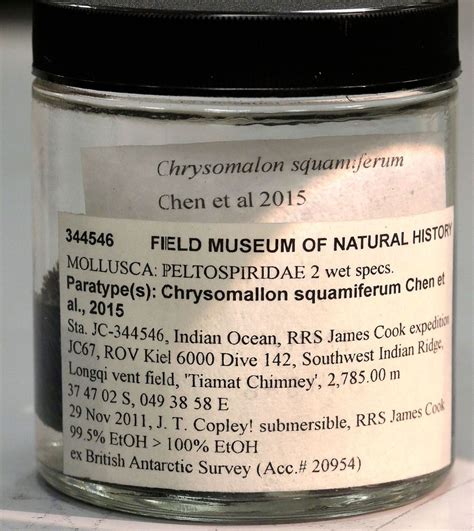 Chrysomalon squamiferum
Chen et al 2015
344546 FIELD MUSEUM OF NATURAL HISTORY
MOLLUSCA: PELTOSPIRIDAE 2 wet specs.
Paratype(s): Chrysomallon squamiferum Chen et
al., 2015
Sta. JC-344546, Indian Ocean, RRS James Cook expedition
JC67, ROV Kiel 6000 Dive 142, Southwest Indian Ridge,
Longqi vent field, 'Tiamat Chimney', 2,785.00 m
37 47 02 S, 049 38 58 E
29 Nov 2011, J. T. Copley! submersible, RRS James Cook
99.5% EtOH > 100% EtOH
ex British Antarctic Survey (Acc.# 20954)